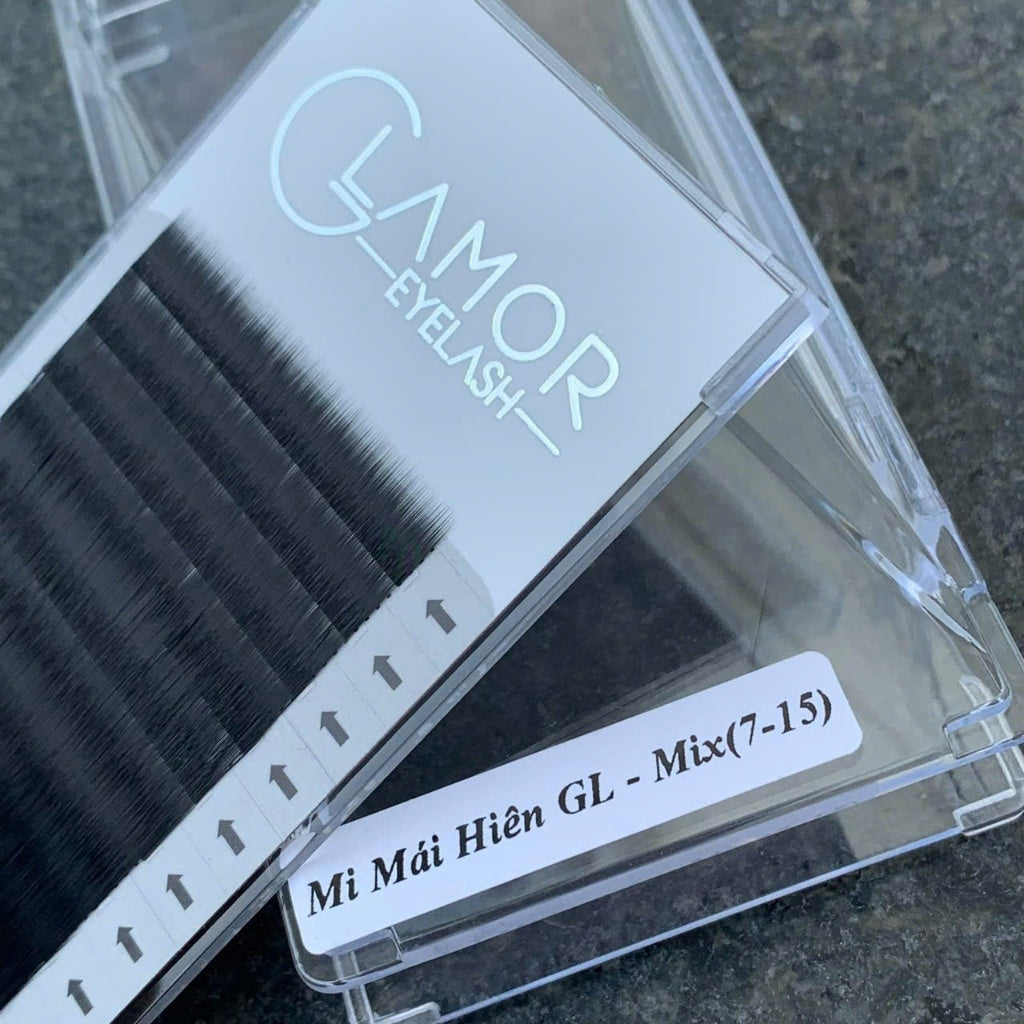 GLAMOR
EYELASH
Mi Mái Hiên GL - Mix(7-15)